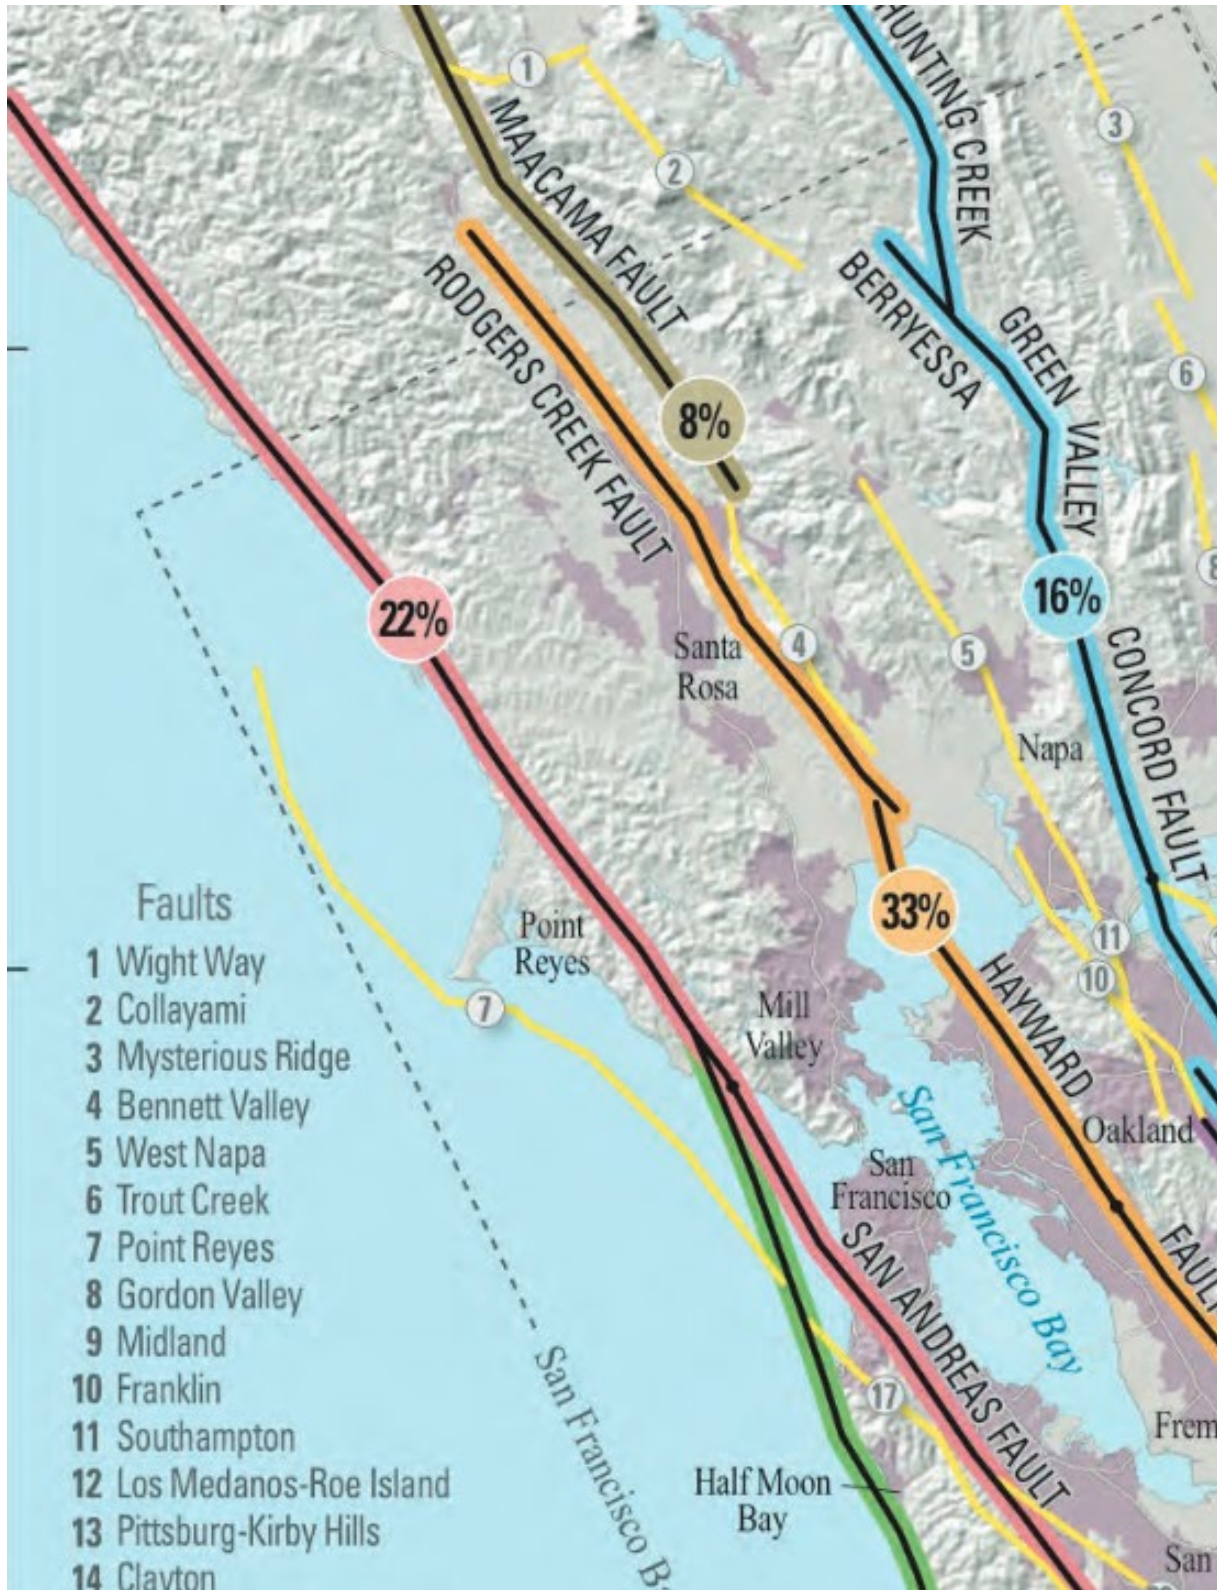 HUNTING CREEK
1
MAACAMA FAULT
3
2
BERRYESSA
RODGERS CREEK FAULT
GREEN VALLEY
6
8%
8
16%
22%
CONCORD FAULT
4
5
Santa
Rosa
Napa
Faults
1 Wight Way
2 Collayami
3 Mysterious Ridge
4 Bennett Valley
5 West Napa
6 Trout Creek
7 Point Reyes
8 Gordon Valley
9 Midland
10 Franklin
11 Southampton
12 Los Medanos-Roe Island
13 Pittsburg-Kirby Hills
14 Clayton
33%
Point
Reyes
11
10
HAYWARD FAULT
7
Mill
Valley
Oakland
San
Francisco
San Francisco Bay
SAN ANDREAS FAULT
San Francisco Ba
17
Frem
Half Moon
Bay
San